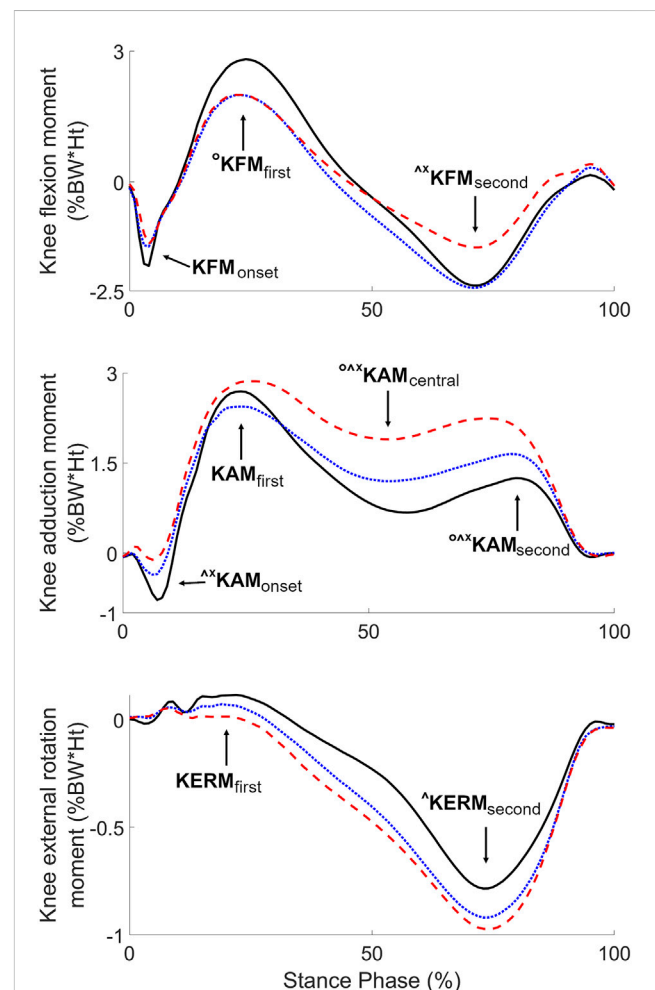 Knee flexion moment
(%BW*Ht)
3
0
-2.5
°KFMfirst
^xKFMsecond
KFMonset
0
50
100
Knee adduction moment
(%BW*Ht)
3
1.5
0
-1
°^xKAMcentral
KAMfirst
°^xKAMsecond
^xKAMonset
0
50
100
Knee external rotation
moment (%BW*Ht)
0
-0.5
-1
KERMfirst
^KERMsecond
0
50
100
Stance Phase (%)